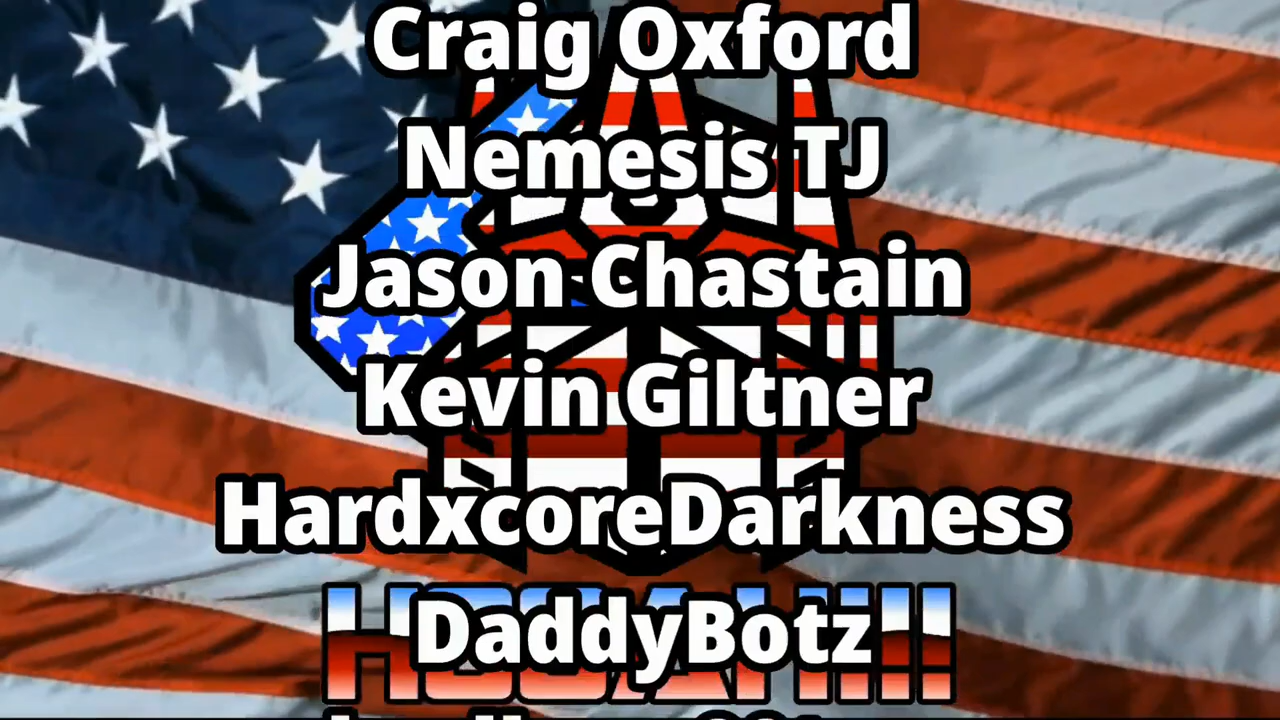 Craig Oxford
Nemesis TJ
Jason Chastain
Kevin Giltner
HardxcoreDarkness
DaddyBotz